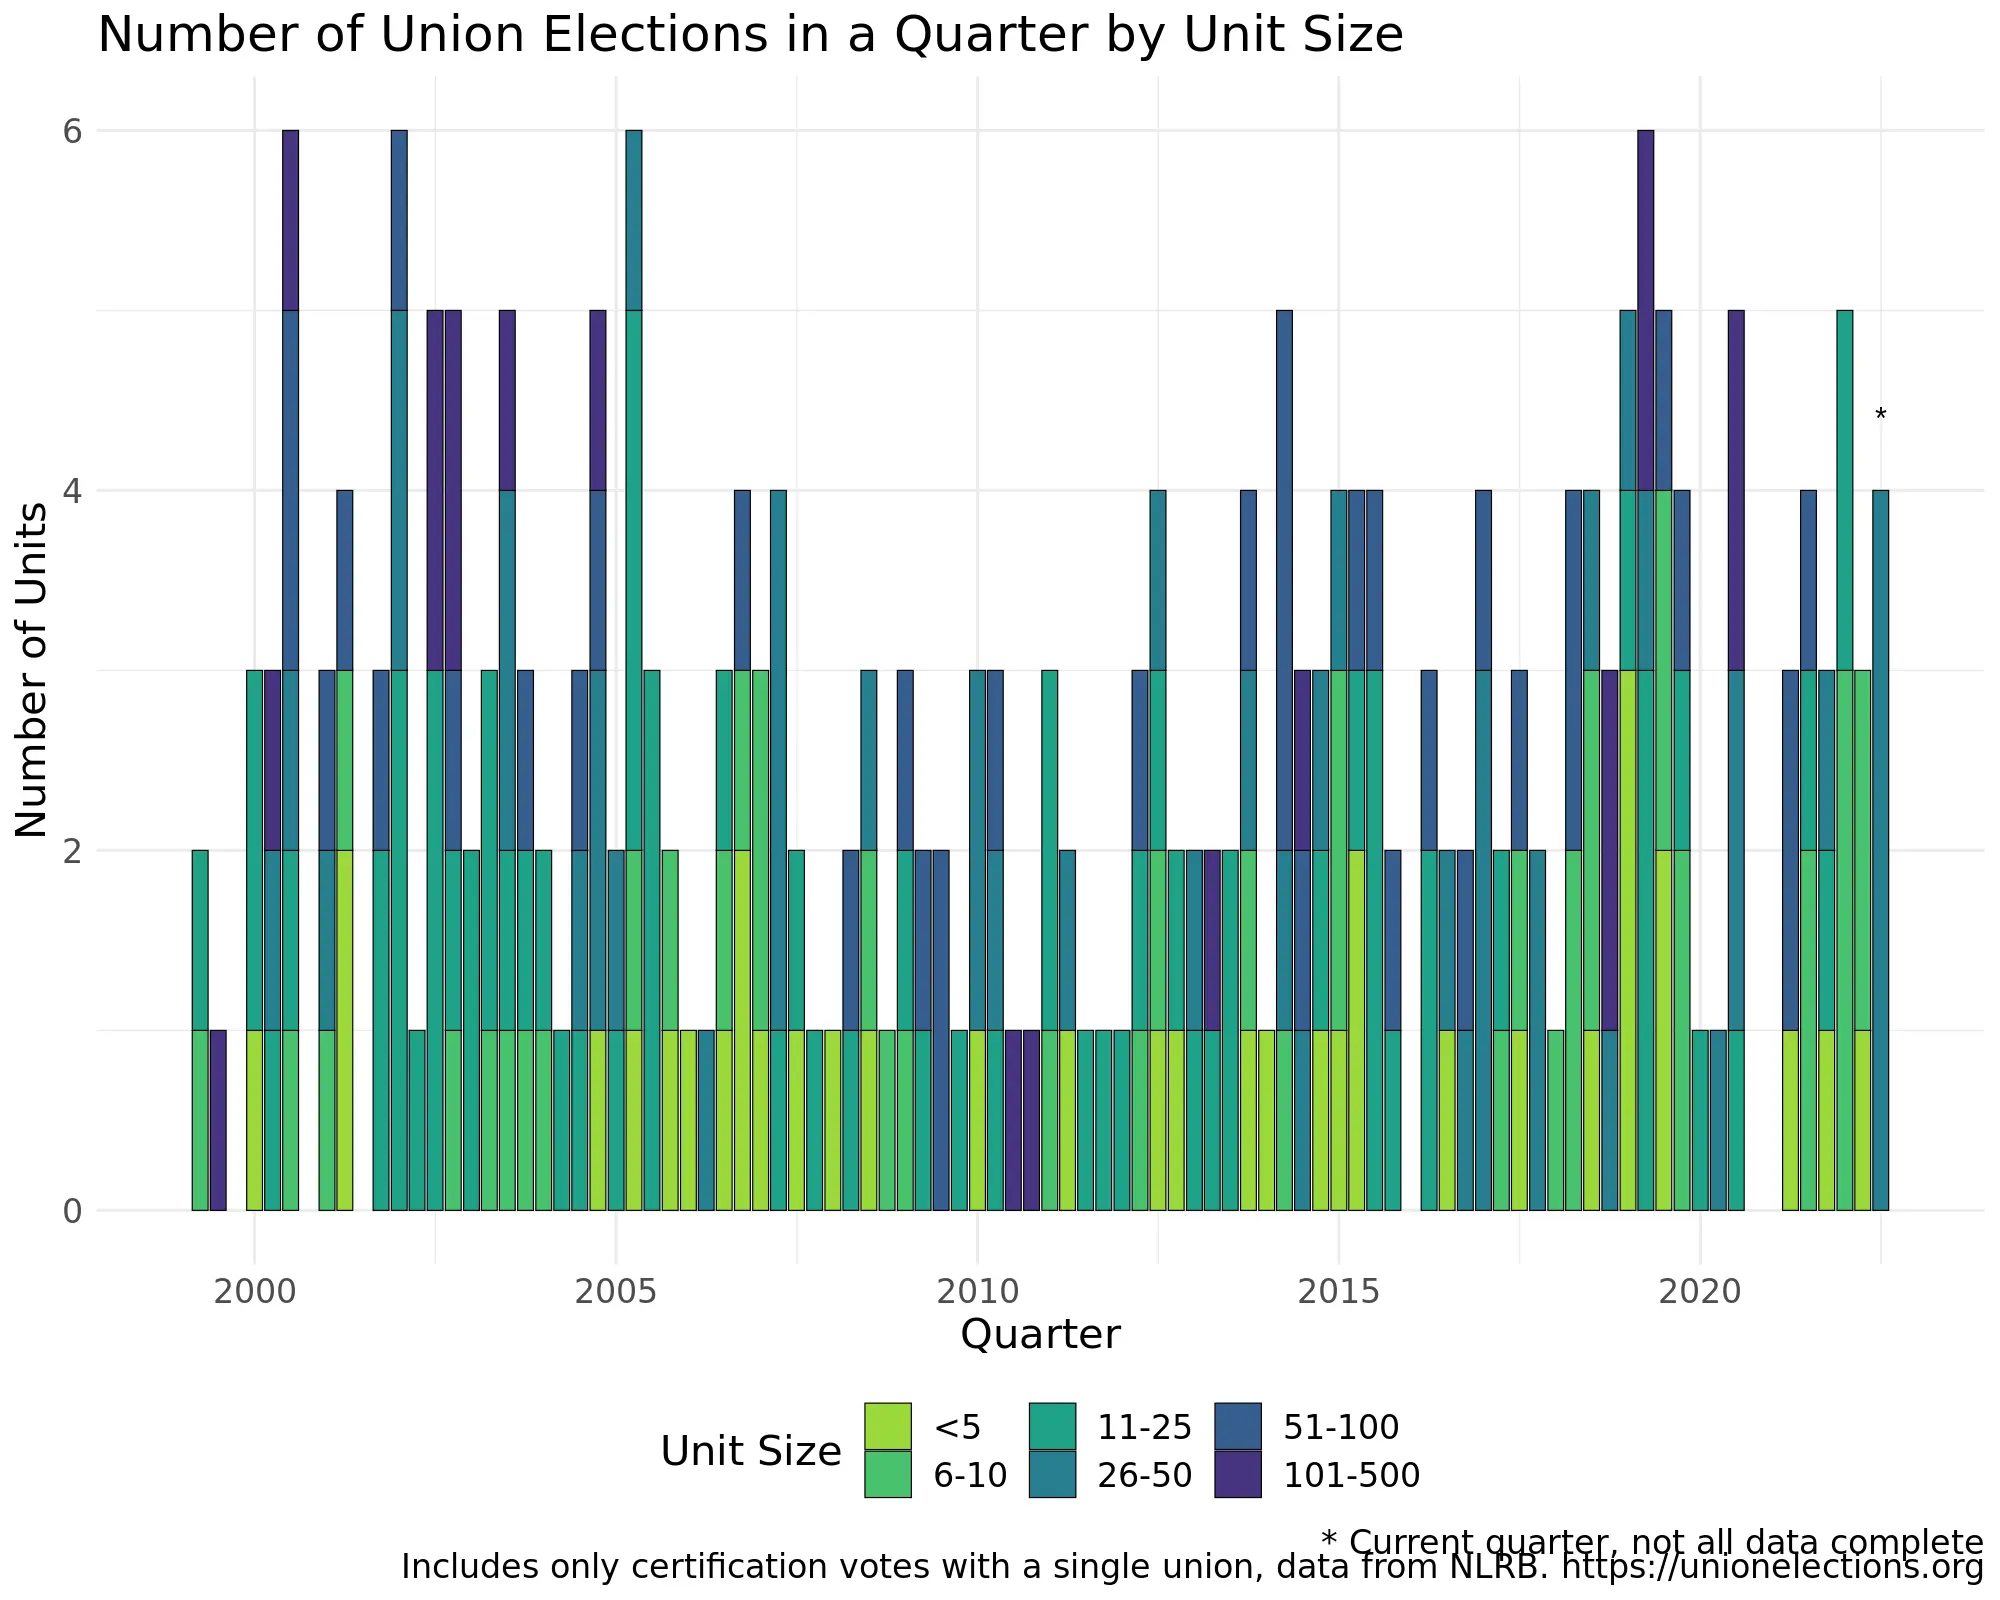 Number of Union Elections in a Quarter by Unit Size
Number of Units
6
4
2
0
*
2000 2005 2010 2015 2020
Quarter
Unit Size
<5 11-25 51-100
6-10 26-50 101-500
* Current quarter, not all data complete
Includes only certification votes with a single union, data from NLRB. https://unionelections.org